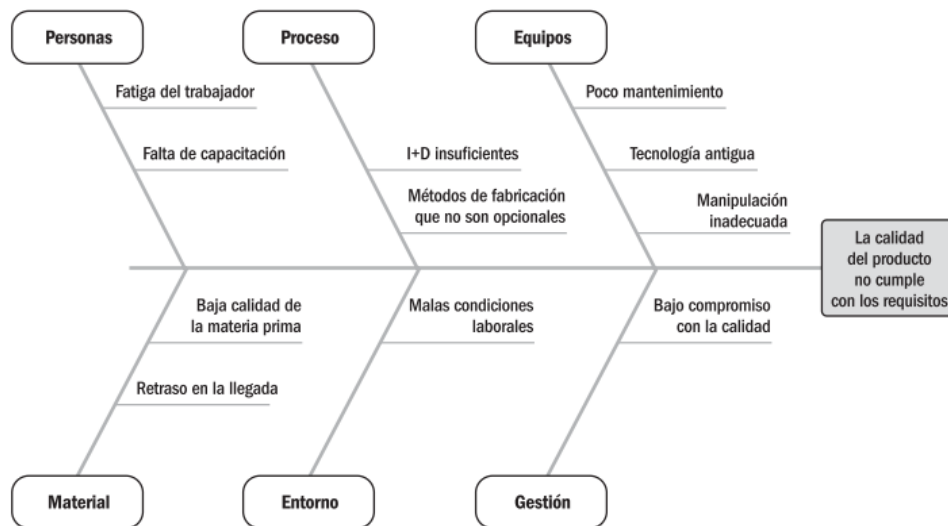 Personas
Proceso
Equipos
Fatiga del trabajador
Poco mantenimiento
Falta de capacitación
I+D insuficientes
Tecnología antigua
Métodos de fabricación
que no son opcionales
Manipulación
inadecuada
La calidad
del producto
no cumple
con los requisitos
Baja calidad de
la materia prima
Malas condiciones
laborales
Bajo compromiso
con la calidad
Retraso en la llegada
Material
Entorno
Gestión